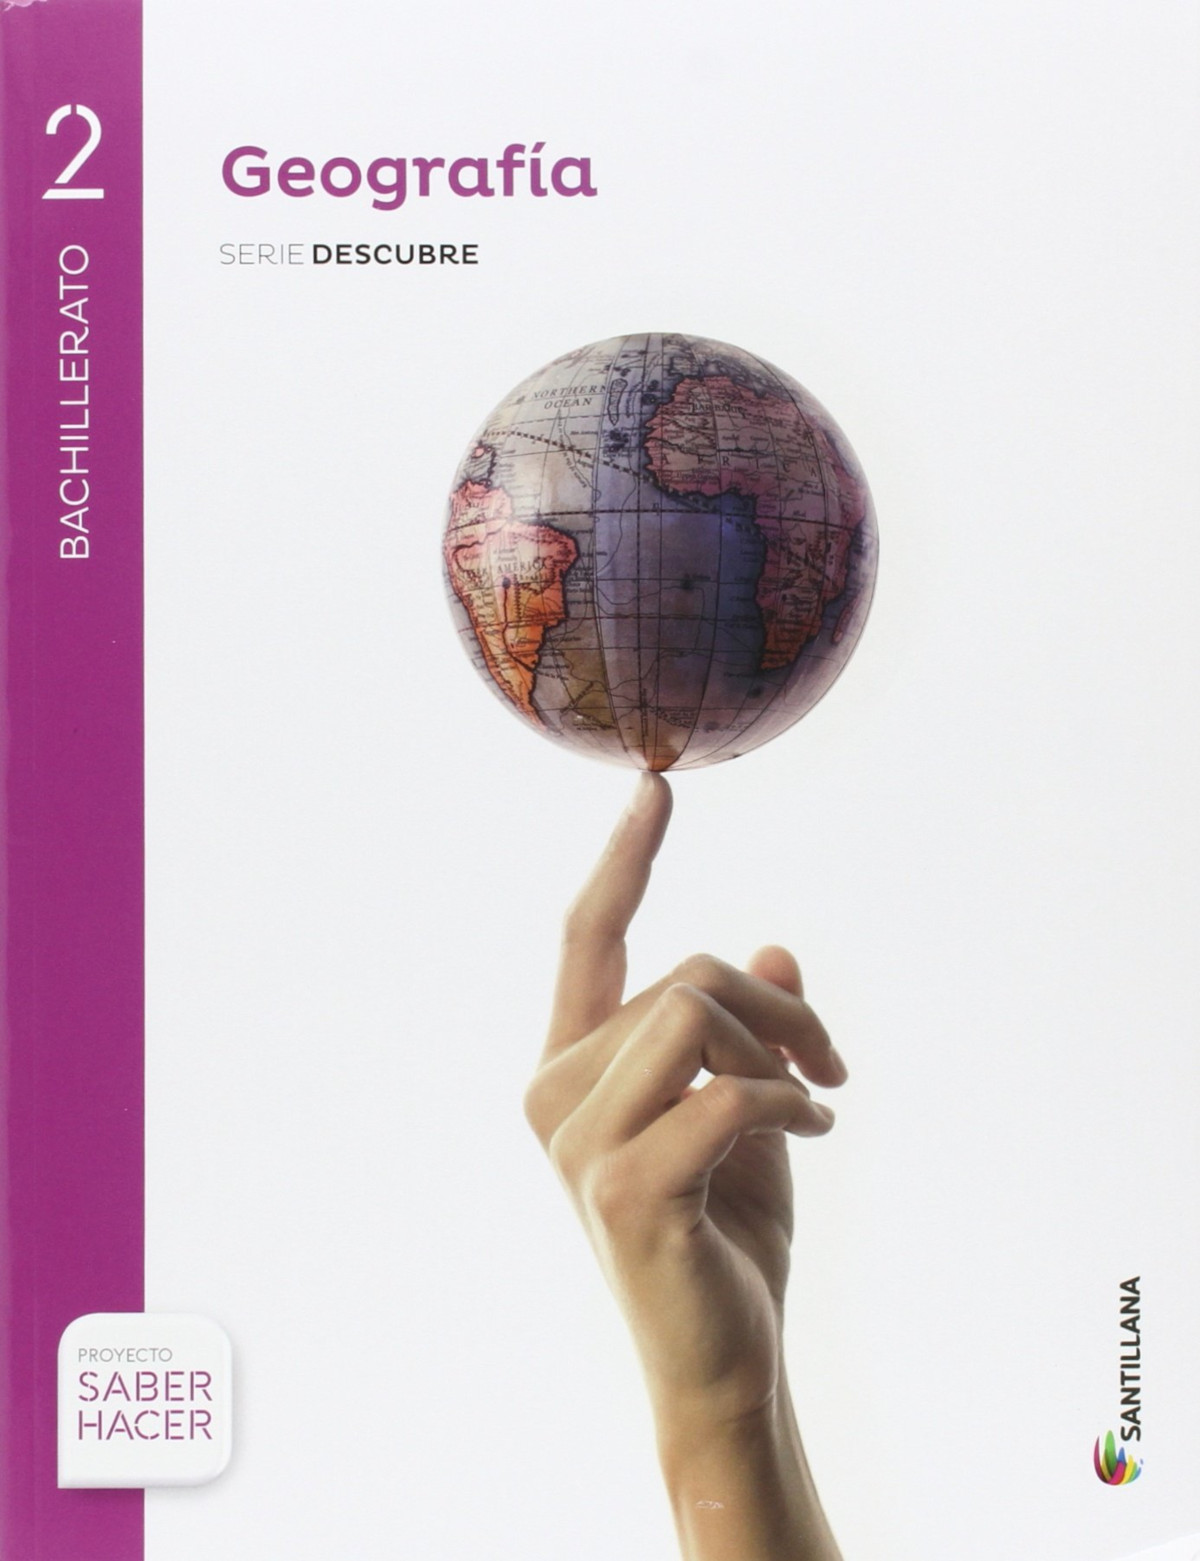 2
BACHILLERATO
Geografía
SERIE DESCUBRE
NORTHERN
OCEAN
AMERICA
PROYECTO
SABER
HACER
SANTILLANA